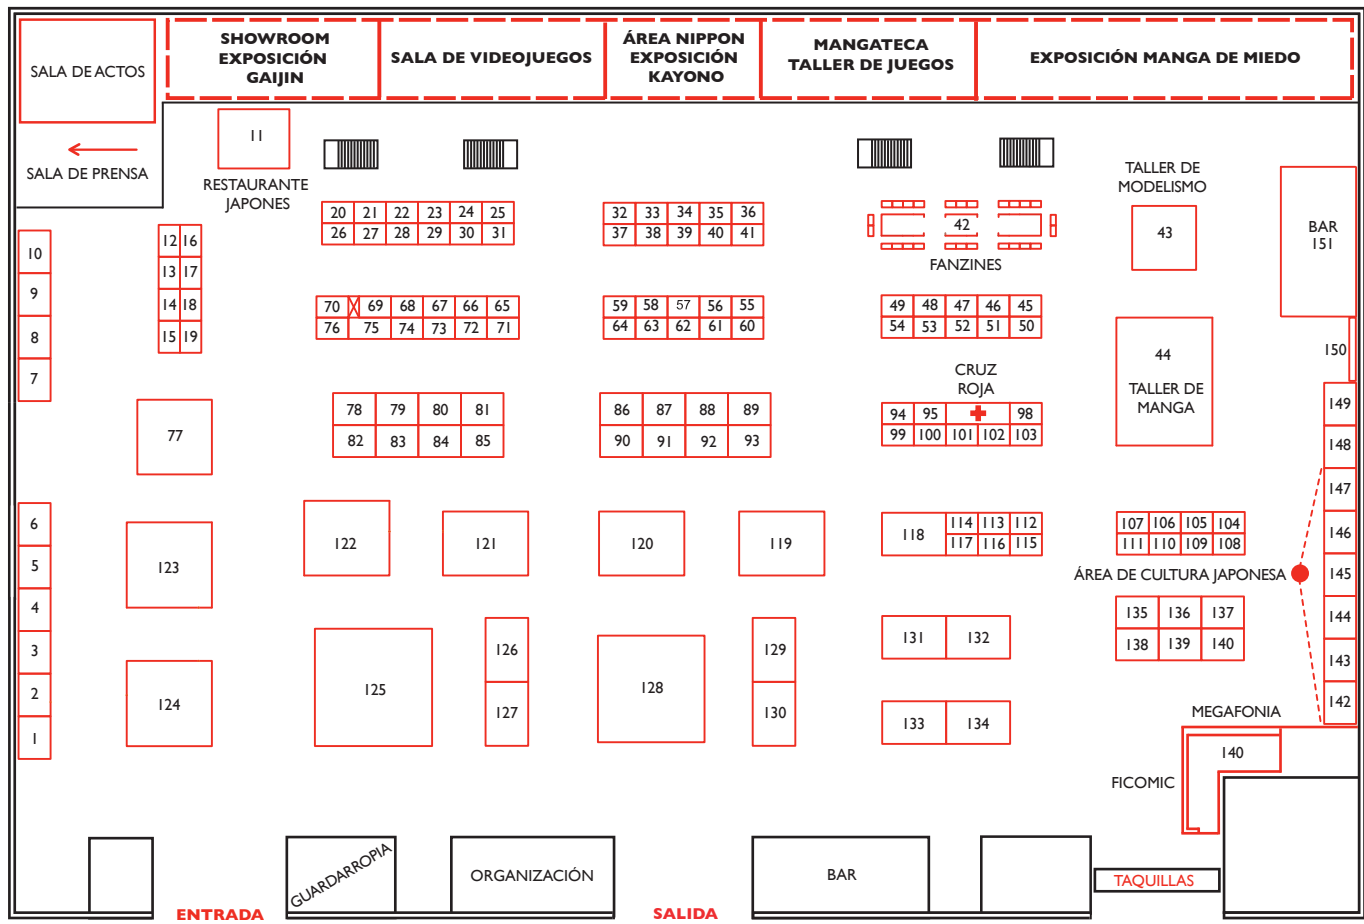 SALA DE ACTOS
SHOWROOM
EXPOSICIÓN
GAIJIN
SALA DE VIDEOJUEGOS
ÁREA NIPPON
EXPOSICIÓN
KAYONO
MANGATECA
TALLER DE JUEGOS
EXPOSICIÓN MANGA DE MIEDO
SALA DE PRENSA
11
RESTAURANTE
JAPONES
TALLER DE
MODELISMO
43
BAR
151
20 21 22 23 24 25
26 27 28 29 30 31
32 33 34 35 36
37 38 39 40 41
42
FANZINES
10
9
8
7
12 16
13 17
14 18
15 19
70 69 68 67 66 65
76 75 74 73 72 71
59 58 57 56 55
64 63 62 61 60
49 48 47 46 45
54 53 52 51 50
44
TALLER DE
MANGA
150
149
148
147
146
145
144
143
142
77
78 79 80 81
82 83 84 85
86 87 88 89
90 91 92 93
CRUZ
ROJA
94 95 98
99 100 101 102 103
6
5
4
3
2
1
123
122
121
120
119
118
114 113 112
117 116 115
107 106 105 104
111 110 109 108
ÁREA DE CULTURA JAPONESA
135 136 137
138 139 140
124
125
126
127
128
129
130
131 132
133 134
MEGAFONIA
140
FICOMIC
GUARDARROPIA
ORGANIZACIÓN
BAR
TAQUILLAS
ENTRADA
SALIDA